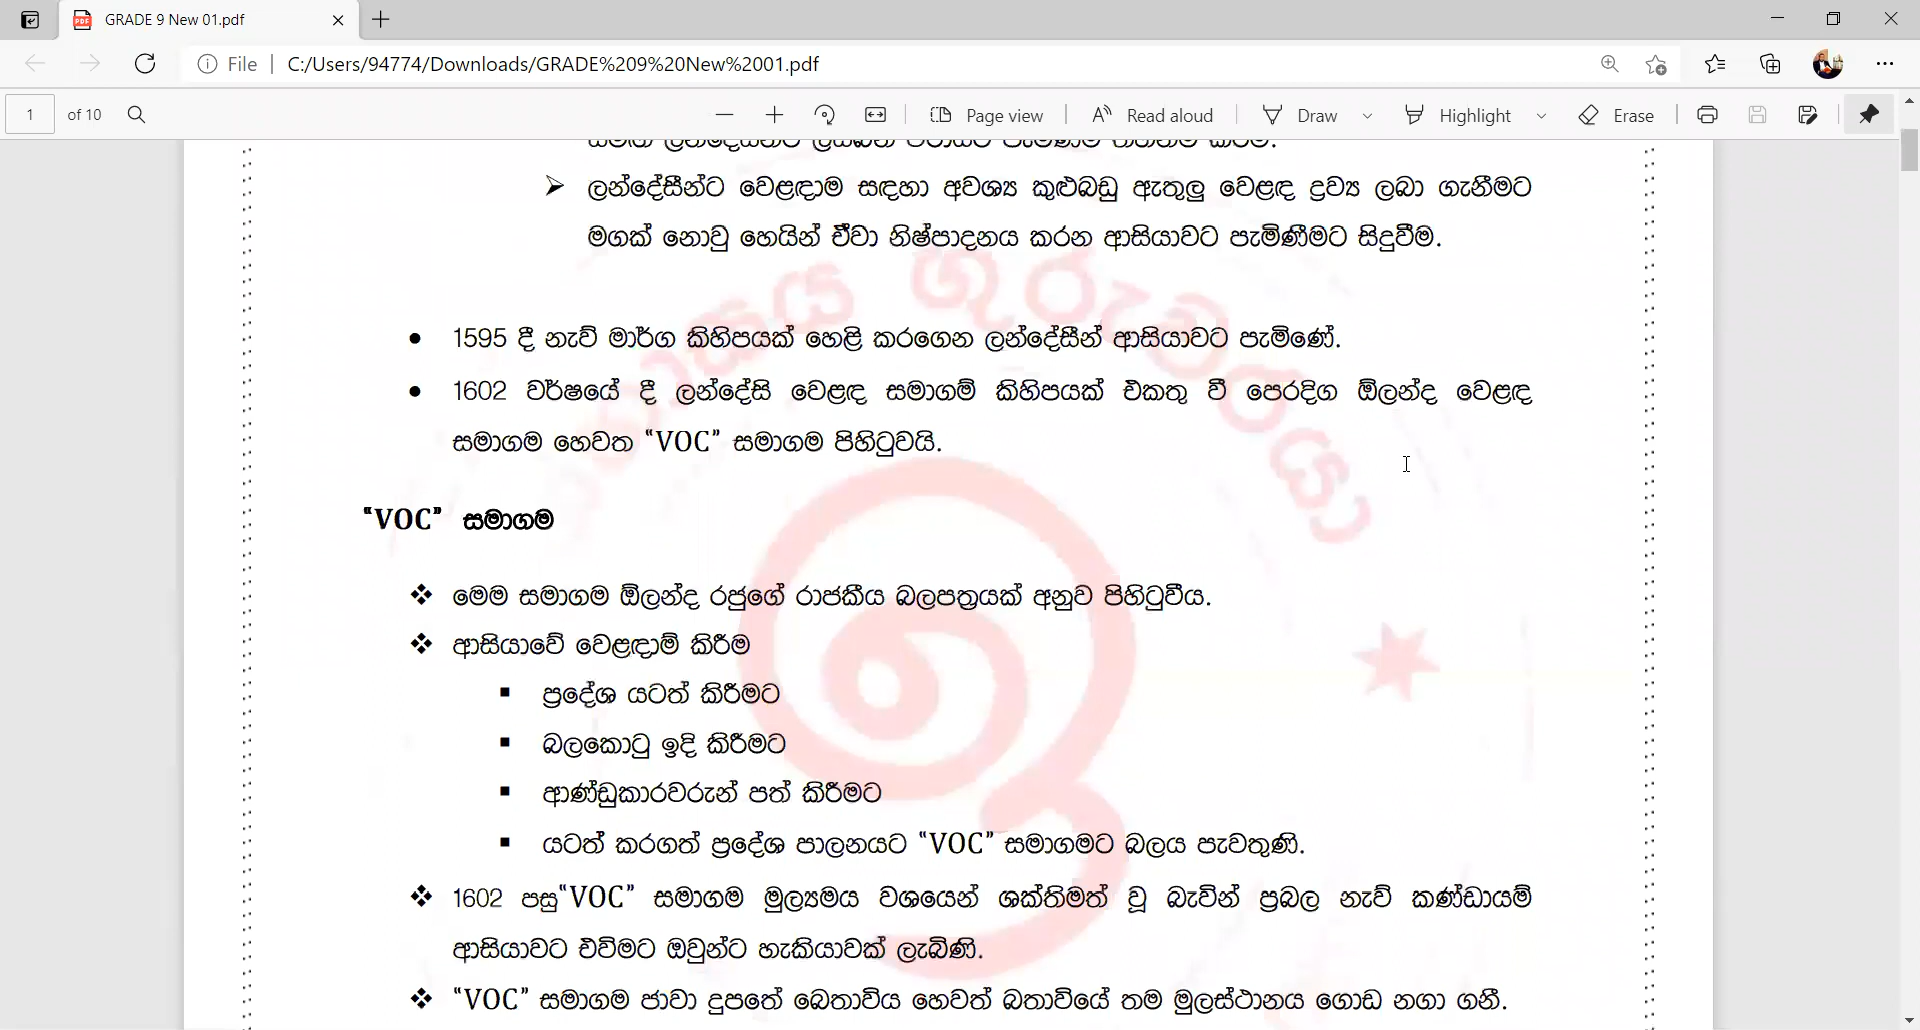 GRADE 9 New 01.pdf
File
C:/Users/94774/Downloads/GRADE%209%20New%2001.pdf
1 of 10
Page view
Read aloud
Draw
Highlight
Erase
ලන්දේසීන්ට වෙළඳාම සඳහා අවශ්‍ය කුළුබඩු ඇතුලු වෙළඳ ද්‍රව්‍ය ලබා ගැනීමට
මගක් නොවු හෙයින් ඒවා නිෂ්පාදනය කරන ආසියාවට පැමිණීමට සිදුවීම.
1595 දී නැව් මාර්ග කිහිපයක් හෙළි කරගෙන ලන්දේසීන් ආසියාවට පැමිණේ.
1602 වර්ෂයේ දී ලන්දේසි වෙළඳ සමාගම් කිහිපයක් එකතු වී පෙරදිග ඕලන්ද වෙළඳ
සමාගම හෙවත “VOC” සමාගම පිහිටුවයි.
“VOC” සමාගම
මෙම සමාගම ඕලන්ද රජුගේ රාජකීය බලපත්‍රයක් අනුව පිහිටුවීය.
ආසියාවේ වෙළඳාම් කිරීම
ප්‍රදේශ යටත් කිරීමට
බලකොටු ඉදි කිරීමට
ආණ්ඩුකාරවරුන් පත් කිරීමට
යටත් කරගත් ප්‍රදේශ පාලනයට “VOC” සමාගමට බලය පැවතුණි.
1602 පසු“VOC” සමාගම මුල්‍යමය වශයෙන් ශක්තිමත් වූ බැවින් ප්‍රබල නැව් කණ්ඩායම්
ආසියාවට එවීමට ඔවුන්ට හැකියාවක් ලැබිණි.
“VOC” සමාගම ජාවා දුපතේ බෙතාවිය හෙවත් බතාවියේ තම මුලස්ථානය ගොඩ නගා ගනී.